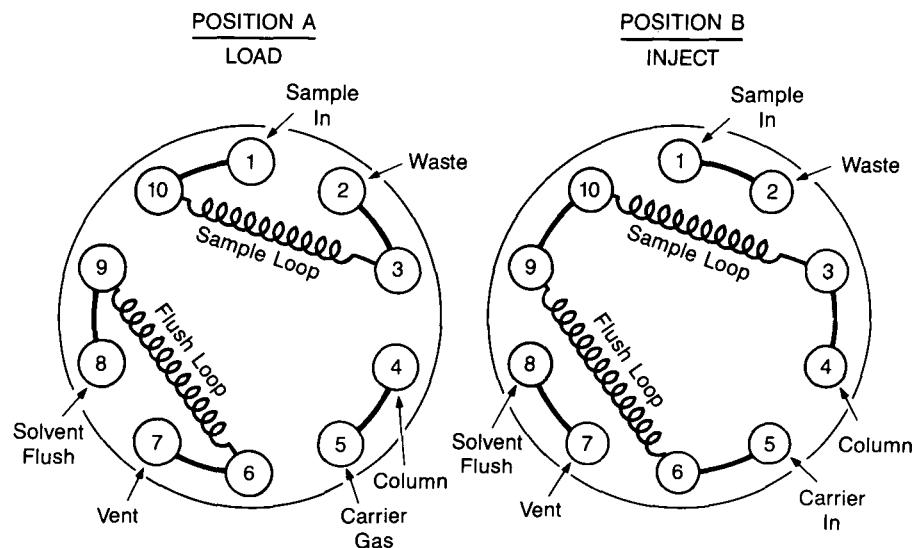 POSITION A
LOAD
Sample
In
1
2
Waste
10
Sample Loop
3
9
Flush Loop
8
4
Solvent
Flush
7
6
5
Column
Vent
Carrier
Gas
POSITION B
INJECT
Sample
In
1
2
Waste
10
Sample Loop
3
9
Flush Loop
8
4
Solvent
Flush
7
6
5
Column
Vent
Carrier
In